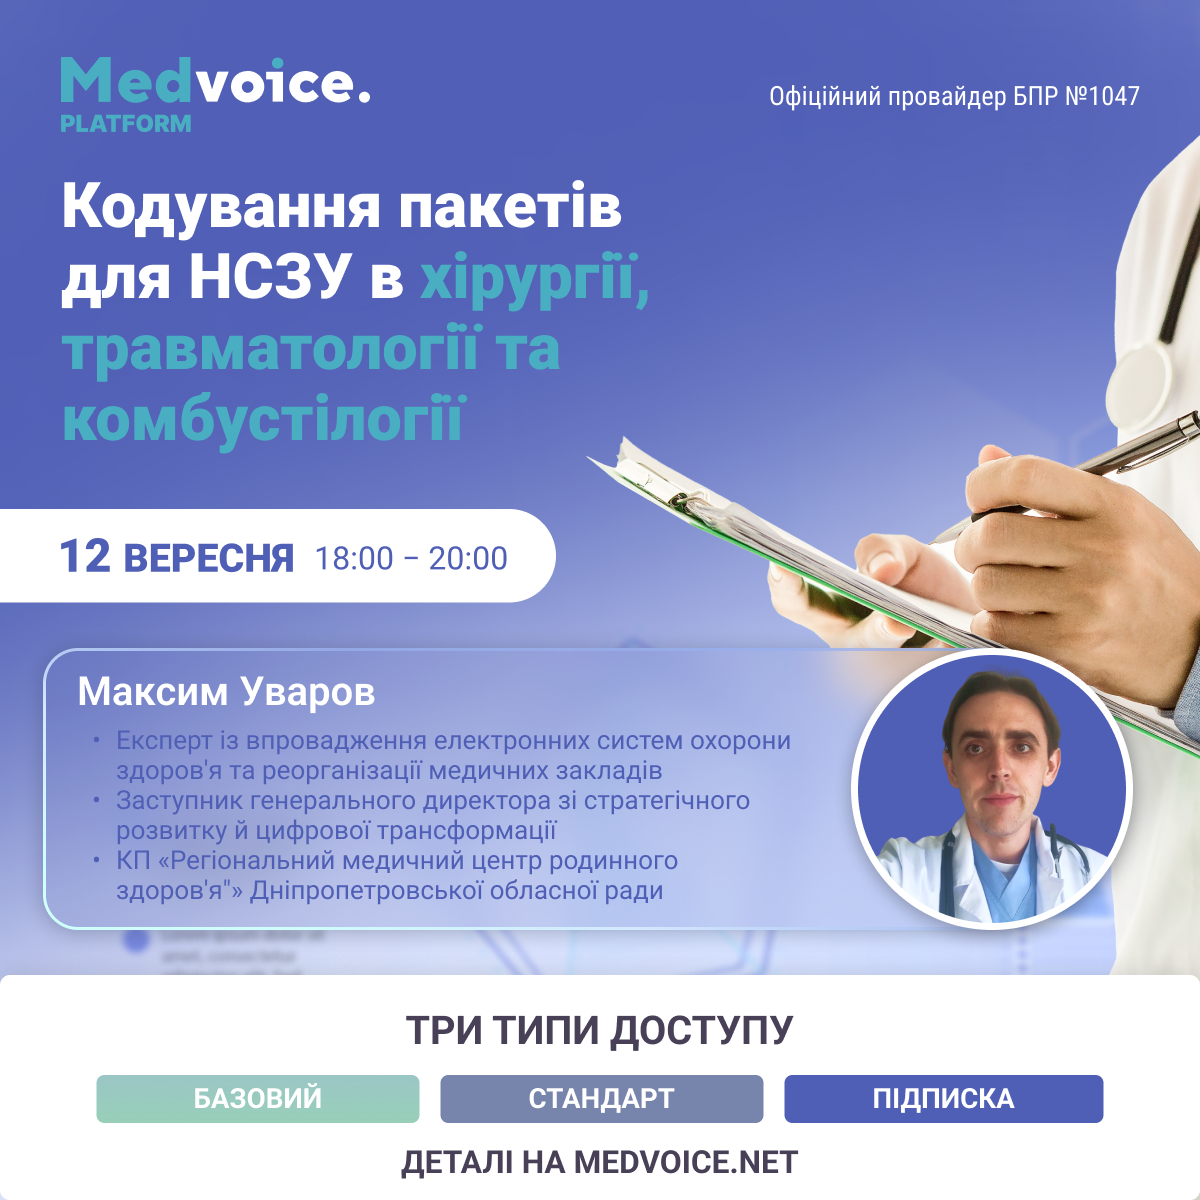 Medvoice.
PLATFORM
Офіційний провайдер БПР №1047
Кодування пакетів
для НСЗУ в хірургії,
травматології та
комбустілогії
12 ВЕРЕСНЯ 18:00 – 20:00
Максим Уваров
• Експерт із впровадження електронних систем охорони
здоров'я та реорганізації медичних закладів
• Заступник генерального директора зі стратегічного
розвитку й цифрової трансформації
• КП «Регіональний медичний центр родинного
здоров'я"» Дніпропетровської обласної ради
ТРИ ТИПИ ДОСТУПУ
БАЗОВИЙ
СТАНДАРТ
ПІДПИСКА
ДЕТАЛІ НА MEDVOICE.NET